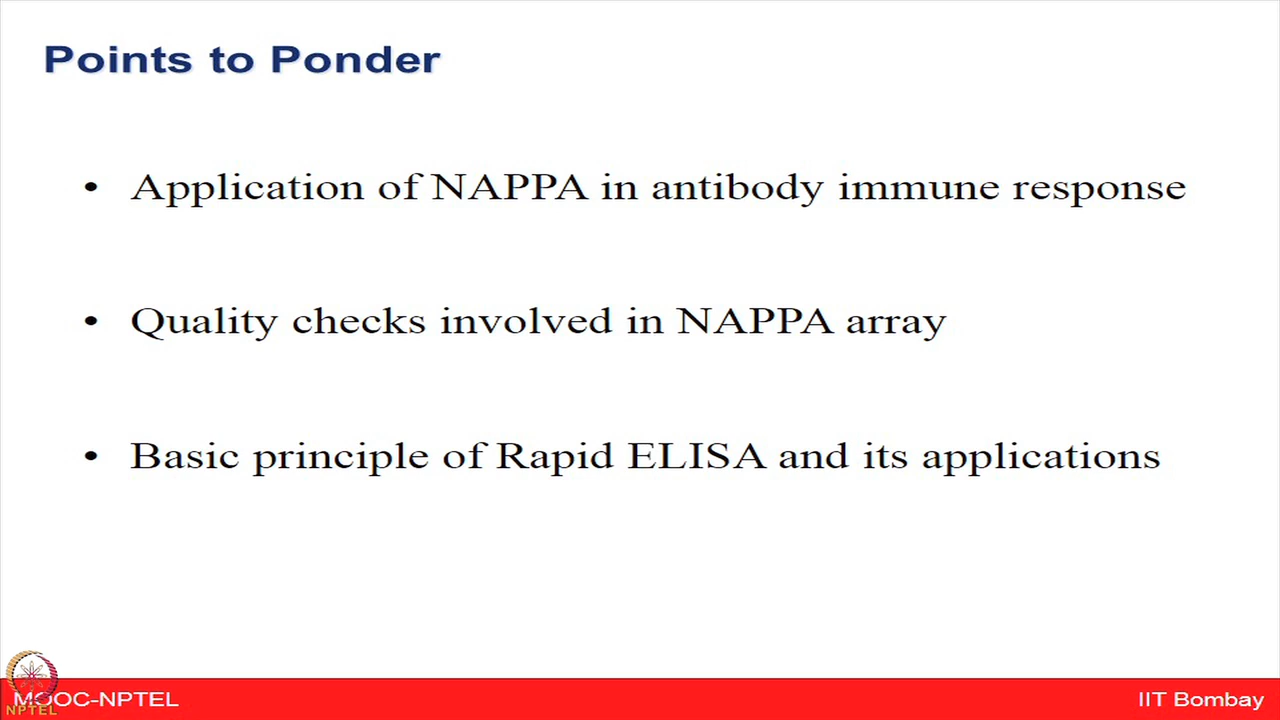 Points to Ponder
• Application of NAPPA in antibody immune response
• Quality checks involved in NAPPA array
• Basic principle of Rapid ELISA and its applications
MOOC-NPTEL
NPTEL
IIT Bombay